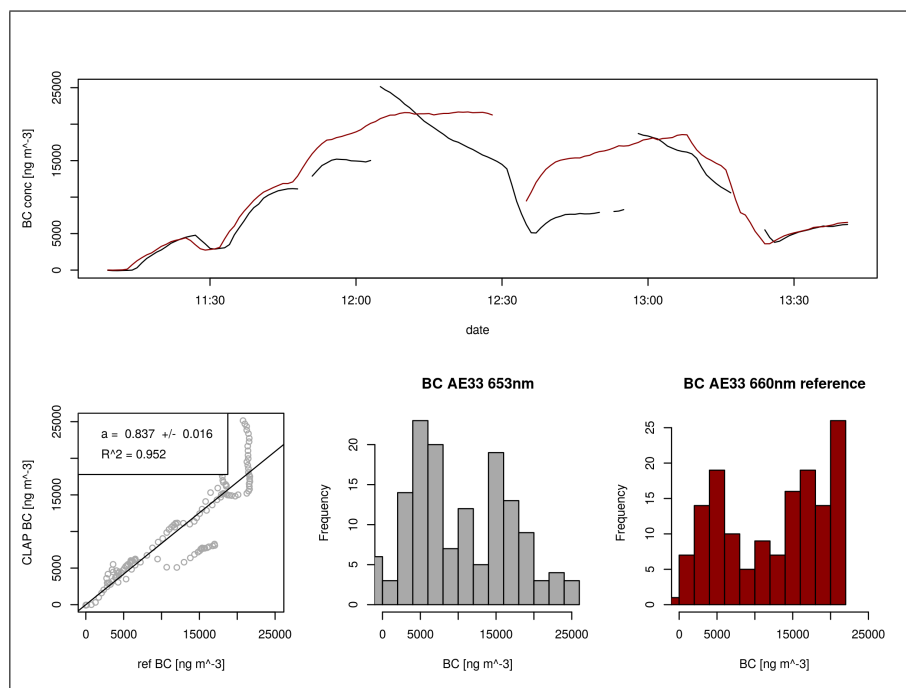 BC conc [ng m^-3]
25000
15000
5000
0
11:30 12:00 12:30 13:00 13:30
date
CLAP BC [ng m^-3]
25000
15000
5000
0
a = 0.837 +/- 0.016
R^2 = 0.952
0 5000 15000 25000
ref BC [ng m^-3]
BC AE33 653nm
Frequency
20
15
10
5
0
0 5000 15000 25000
BC [ng m^-3]
BC AE33 660nm reference
Frequency
25
20
15
10
5
0
0 5000 15000 25000
BC [ng m^-3]